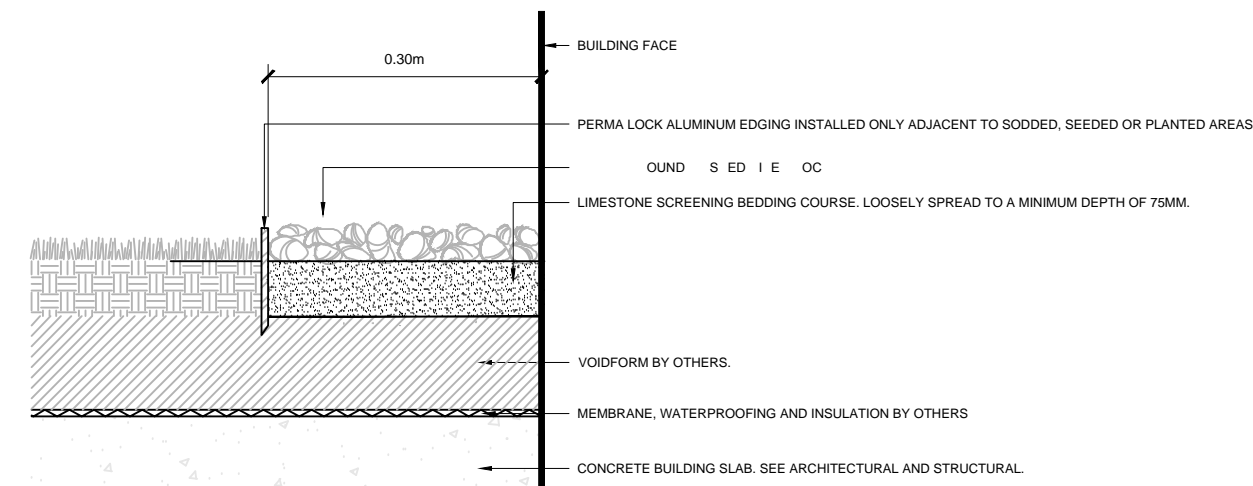 0.30m
BUILDING FACE
PERMA LOCK ALUMINUM EDGING INSTALLED ONLY ADJACENT TO SODDED, SEEDED OR PLANTED AREAS
LIMESTONE SCREENING BEDDING COURSE. LOOSELY SPREAD TO A MINIMUM DEPTH OF 75MM.
VOIDFORM BY OTHERS.
MEMBRANE, WATERPROOFING AND INSULATION BY OTHERS
CONCRETE BUILDING SLAB. SEE ARCHITECTURAL AND STRUCTURAL.